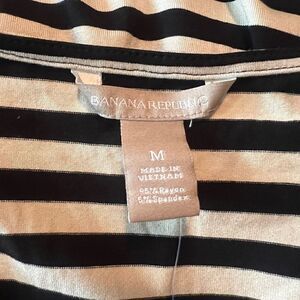 BANANA REPUBLIC
M
MADE IN
VIETNAM
95% Rayon
5% Spandex